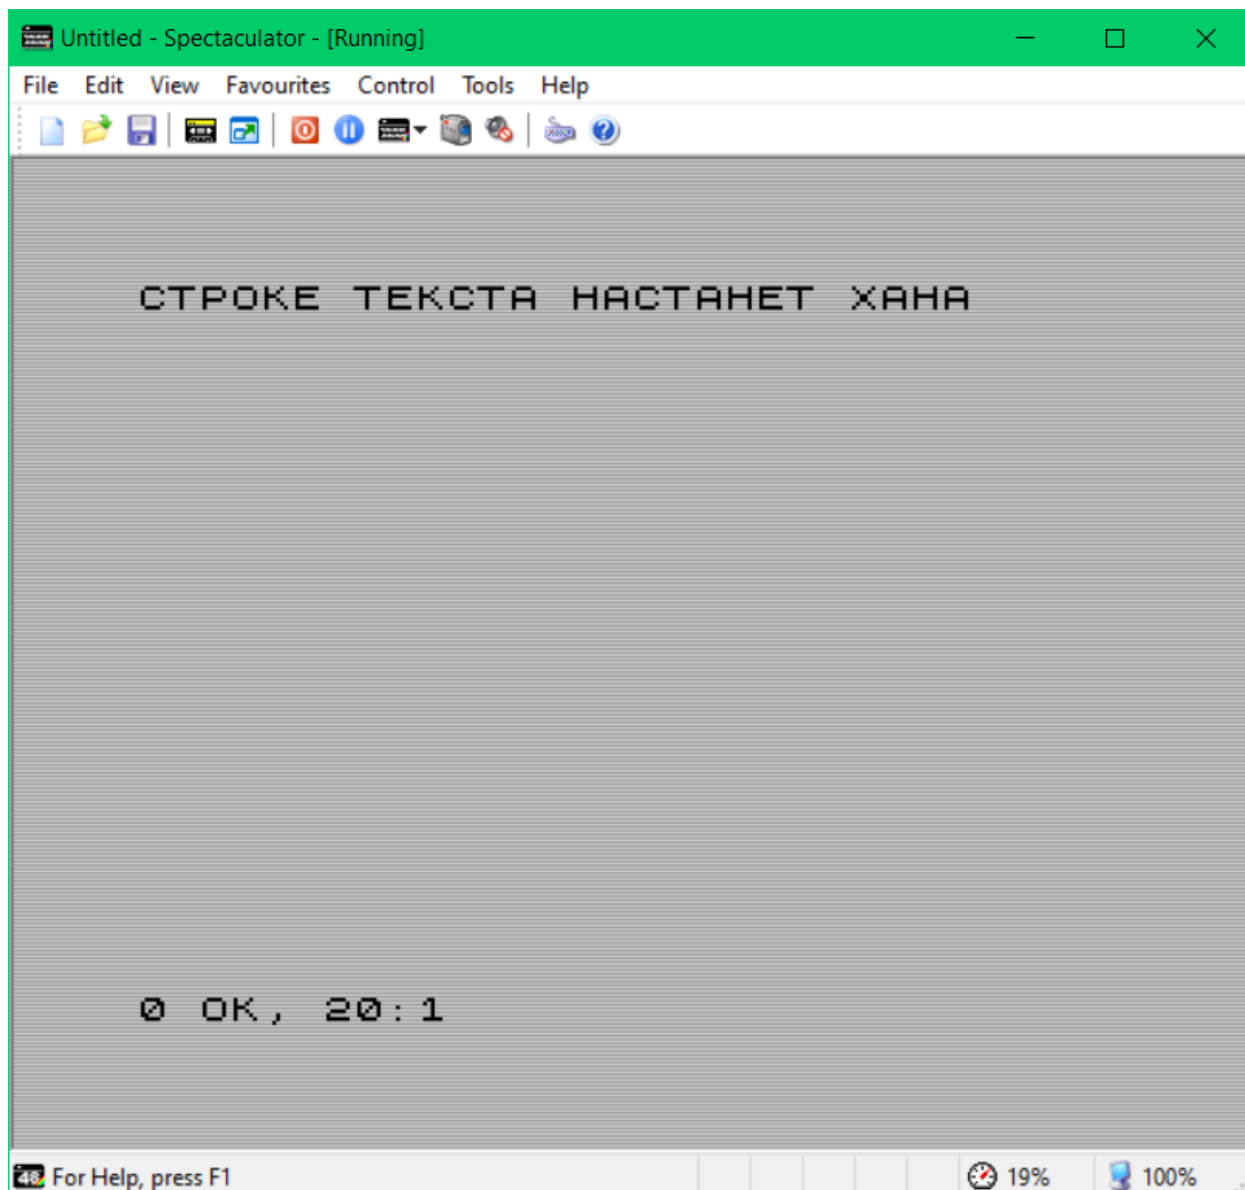 Untitled - Spectaculator - [Running]
File Edit View Favourites Control Tools Help
СТРОКЕ ТЕКСТА НАСТАНЕТ ХАНА
0 OK, 20:1
48 For Help, press F1 19% 100%